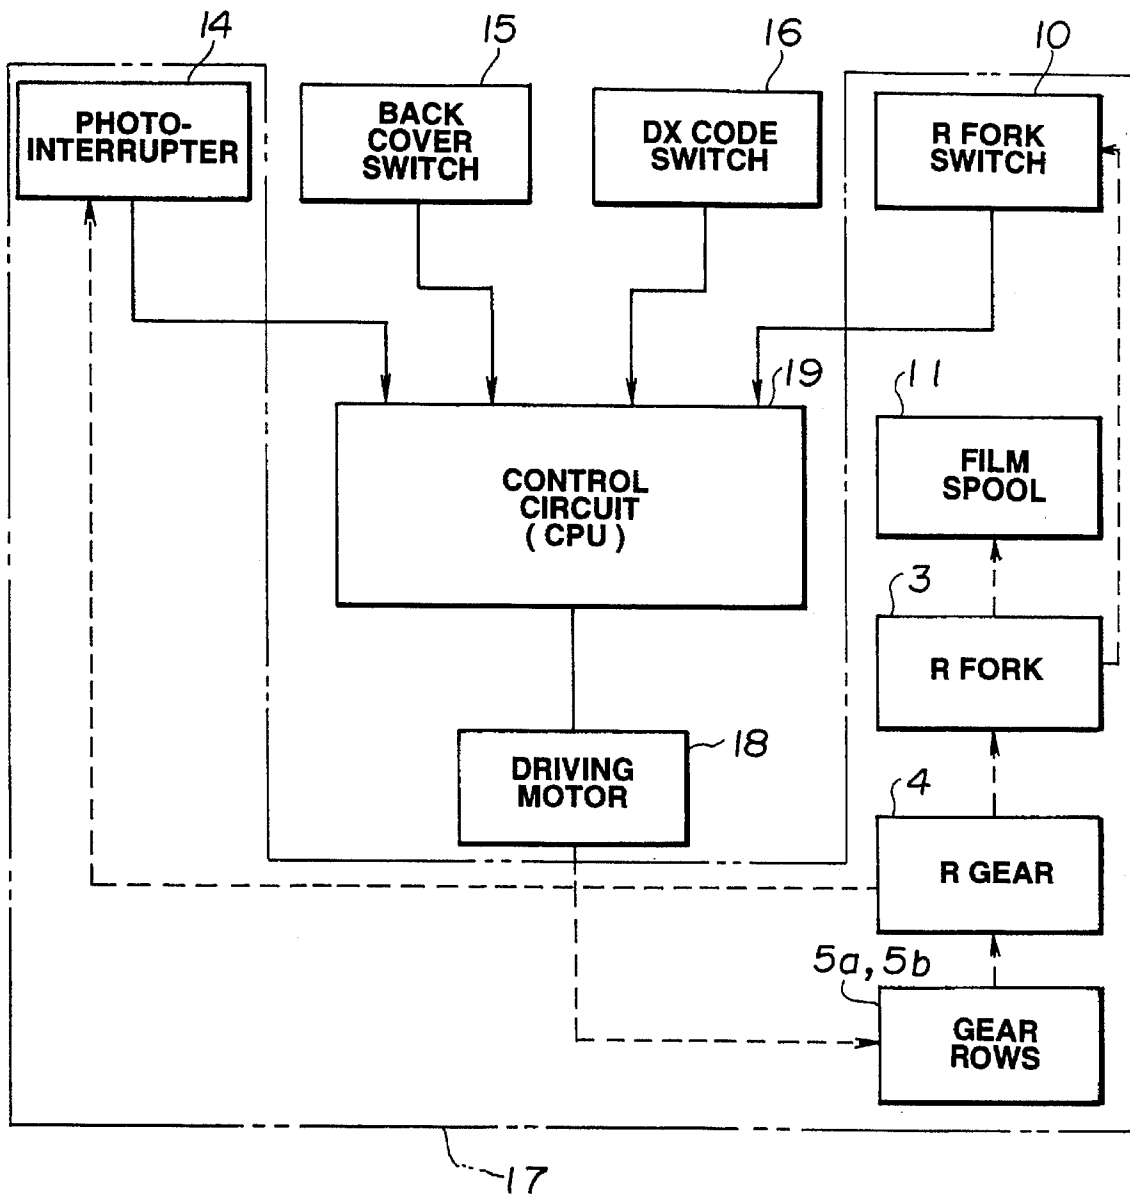 14
15
16
10
PHOTO-
INTERRUPTER
BACK
COVER
SWITCH
DX CODE
SWITCH
R FORK
SWITCH
19
11
CONTROL
CIRCUIT
( CPU )
FILM
SPOOL
3
R FORK
18
DRIVING
MOTOR
4
R GEAR
5a, 5b
GEAR
ROWS
17